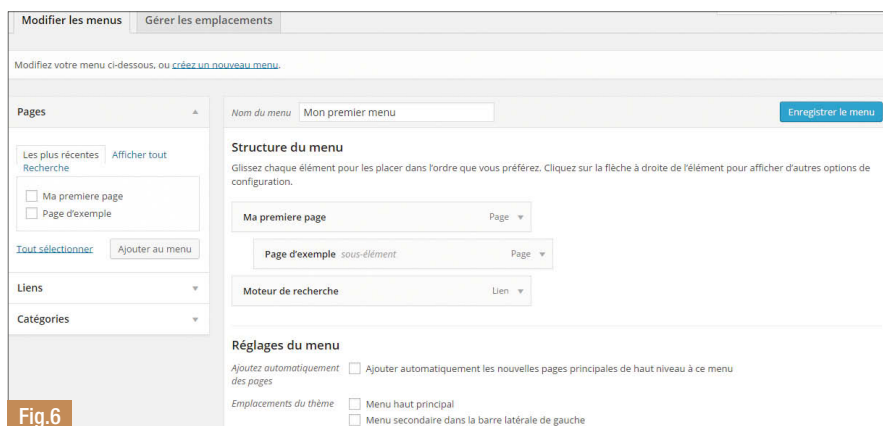 Modifier les menus
Gérer les emplacements
Modifiez votre menu ci-dessous, ou créez un nouveau menu.
Pages
Les plus récentes
Afficher tout
Recherche
Ma premiere page
Page d'exemple
Tout sélectionner
Ajouter au menu
Liens
Catégories
Nom du menu Mon premier menu
Enregistrer le menu
Structure du menu
Glissez chaque élément pour les placer dans l'ordre que vous préférez. Cliquez sur la flèche à droite de l'élément pour afficher d'autres options de
configuration.
Ma premiere page Page
Page d'exemple sous-élément Page
Moteur de recherche Lien
Réglages du menu
Ajoutez automatiquement
des pages
Ajouter automatiquement les nouvelles pages principales de haut niveau à ce menu
Emplacements du thème
Menu haut principal
Menu secondaire dans la barre latérale de gauche
Fig.6